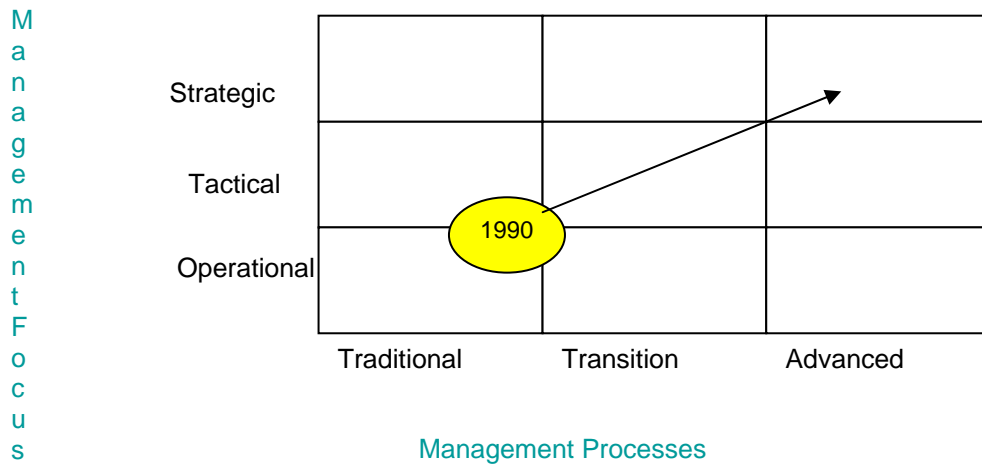 Management Focus
Strategic
Tactical
1990
Operational
Traditional Transition Advanced
Management Processes